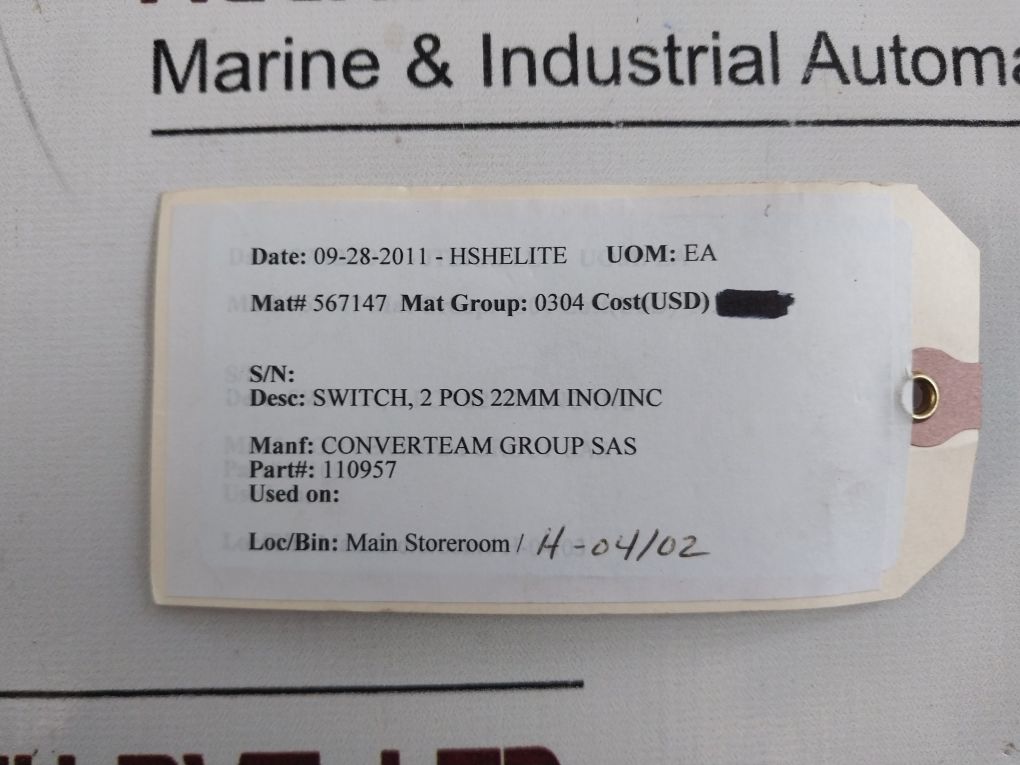 Marine & Industrial Automa
Date: 09-28-2011 - HSHELITE UOM: EA
Mat# 567147 Mat Group: 0304 Cost(USD)
S/N:
Desc: SWITCH, 2 POS 22MM INO/INC
Manf: CONVERTEAM GROUP SAS
Part#: 110957
Used on:
Loc/Bin: Main Storeroom / H-04/02